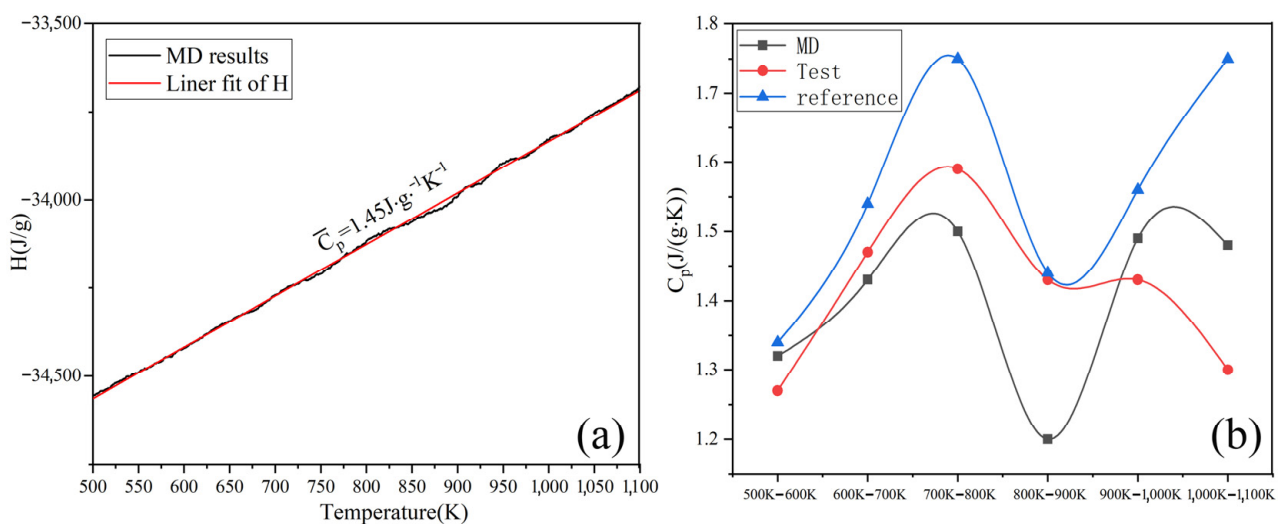 −33,500
−34,000
−34,500
H(J/g)
MD results
Liner fit of H
C̅p=1.45J·g·⁻¹K⁻¹
(a)
500 550 600 650 700 750 800 850 900 950 1,000 1,050 1,100
Temperature(K)
1.8
1.7
1.6
1.5
1.4
1.3
1.2
Cp(J/(g·K))
MD
Test
reference
(b)
500K−600K 600K−700K 700K−800K 800K−900K 900K−1,000K 1,000K−1,100K